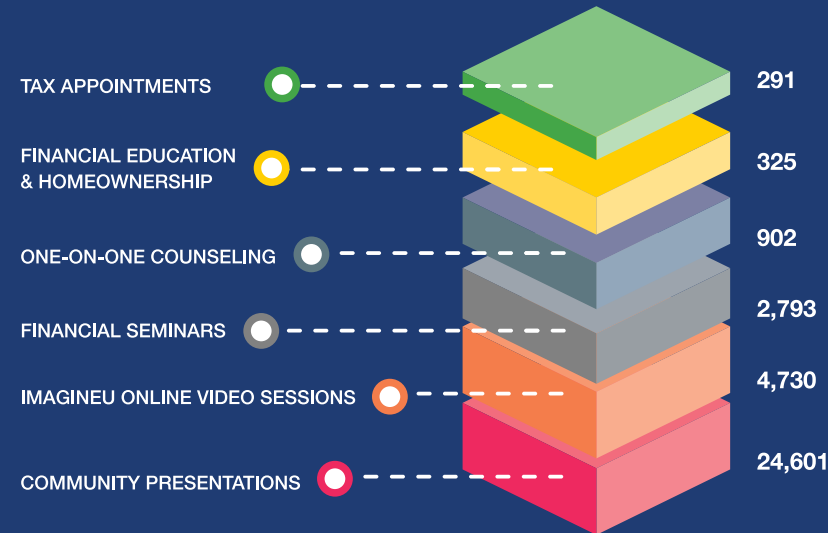 TAX APPOINTMENTS
291
FINANCIAL EDUCATION
& HOMEOWNERSHIP
325
ONE-ON-ONE COUNSELING
902
FINANCIAL SEMINARS
2,793
IMAGINEU ONLINE VIDEO SESSIONS
4,730
COMMUNITY PRESENTATIONS
24,601